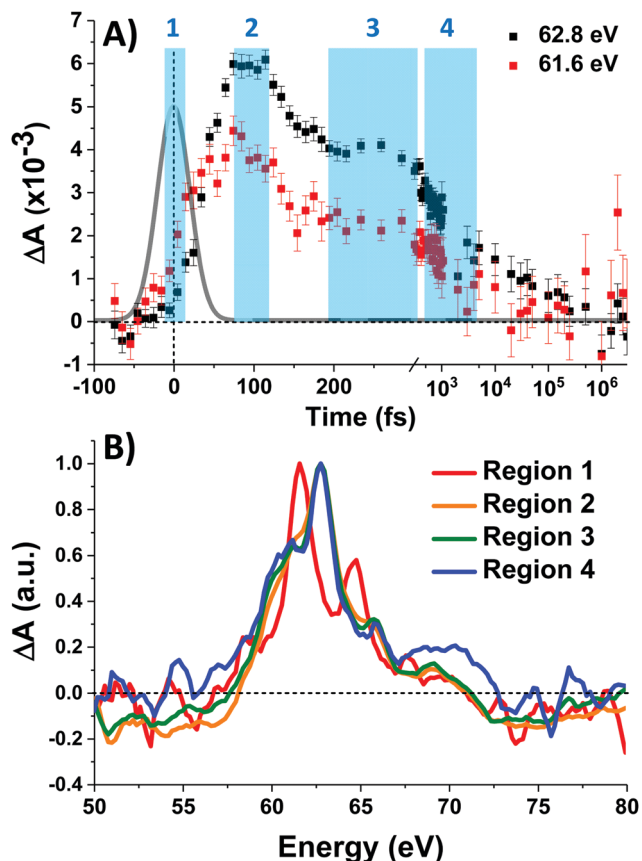 A)
1 2 3 4
62.8 eV
61.6 eV
ΔA (x10⁻³)
6
5
4
3
2
1
0
-1
-100 0 100 200 10³ 10⁴ 10⁵ 10⁶
Time (fs)
B)
Region 1
Region 2
Region 3
Region 4
ΔA (a.u.)
1.0
0.8
0.6
0.4
0.2
0.0
-0.2
-0.4
50 55 60 65 70 75 80
Energy (eV)